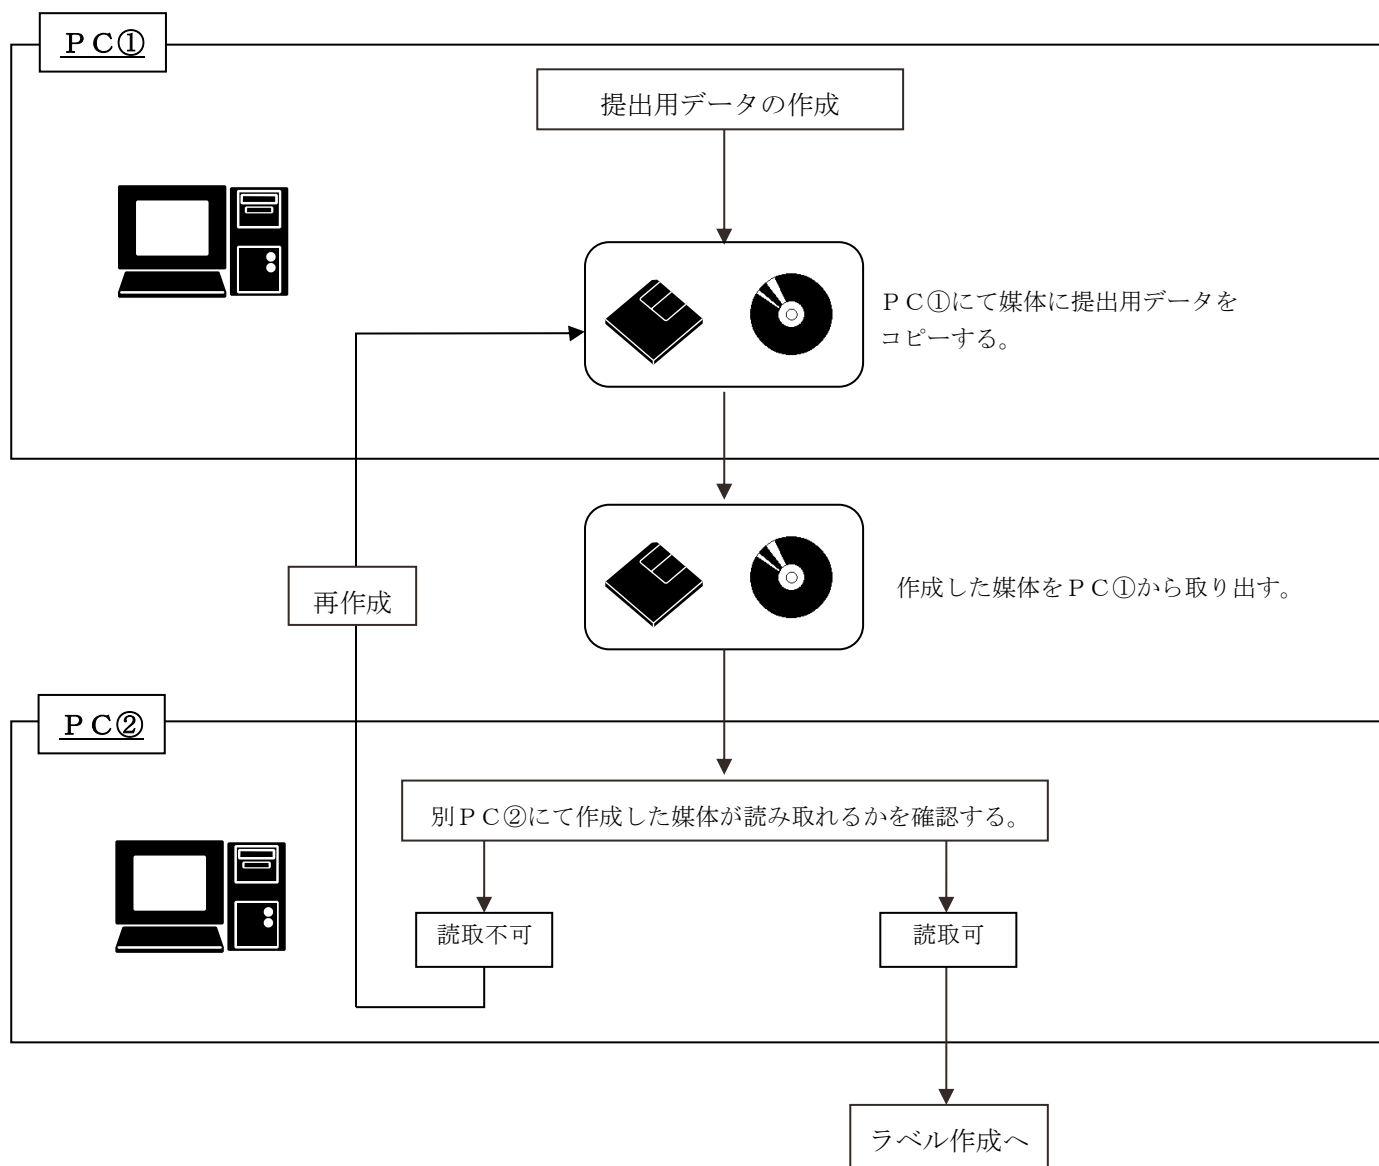 ＰＣ①
提出用データの作成
ＰＣ①にて媒体に提出用データを
コピーする。
作成した媒体をＰＣ①から取り出す。
再作成
ＰＣ②
別ＰＣ②にて作成した媒体が読み取れるかを確認する。
読取不可
読取可
ラベル作成へ